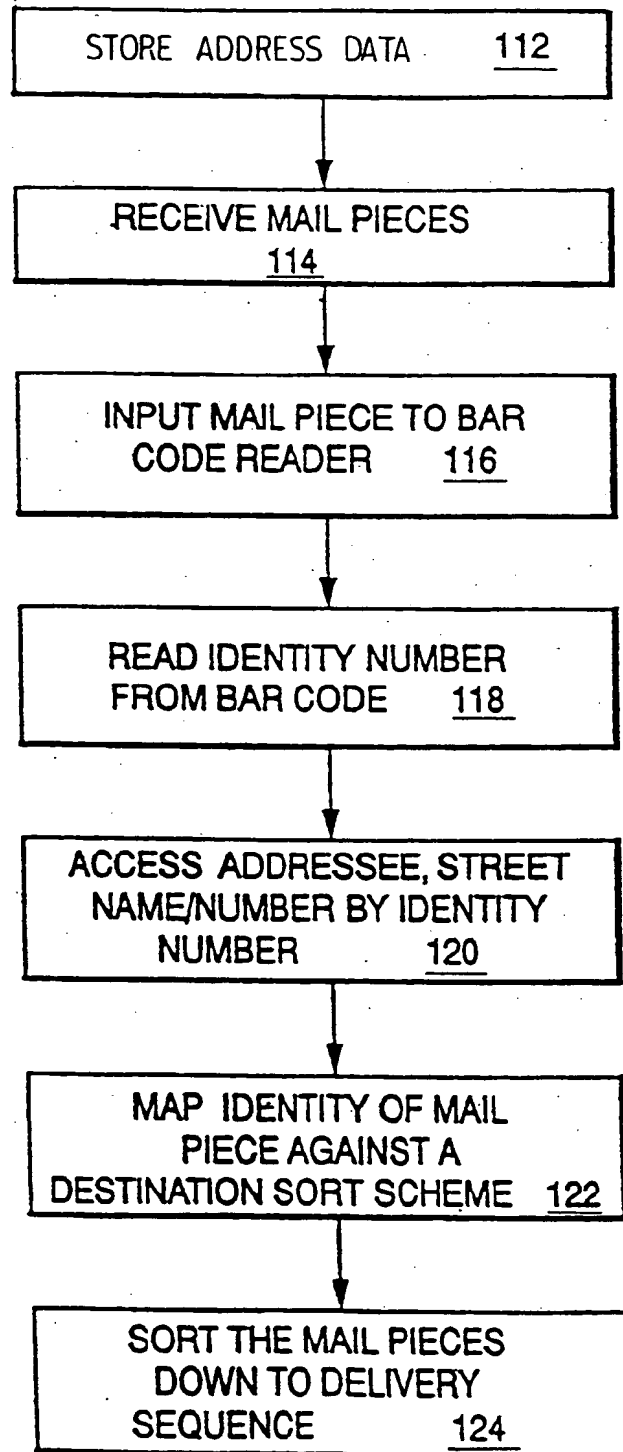 STORE ADDRESS DATA 112
RECEIVE MAIL PIECES
114
INPUT MAIL PIECE TO BAR
CODE READER 116
READ IDENTITY NUMBER
FROM BAR CODE 118
ACCESS ADDRESSEE, STREET
NAME/NUMBER BY IDENTITY
NUMBER 120
MAP IDENTITY OF MAIL
PIECE AGAINST A
DESTINATION SORT SCHEME 122
SORT THE MAIL PIECES
DOWN TO DELIVERY
SEQUENCE 124